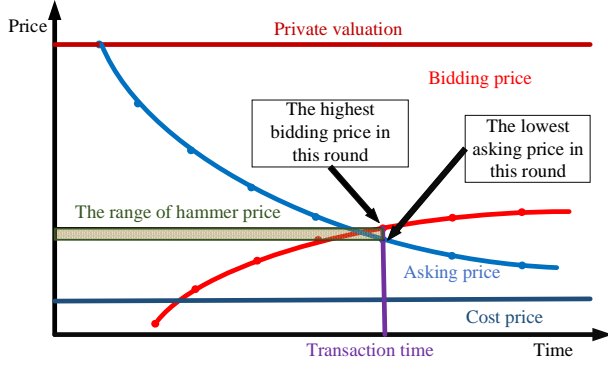 Price
Private valuation
Bidding price
The highest
bidding price in
this round
The lowest
asking price in
this round
The range of hammer price
Asking price
Cost price
Transaction time
Time